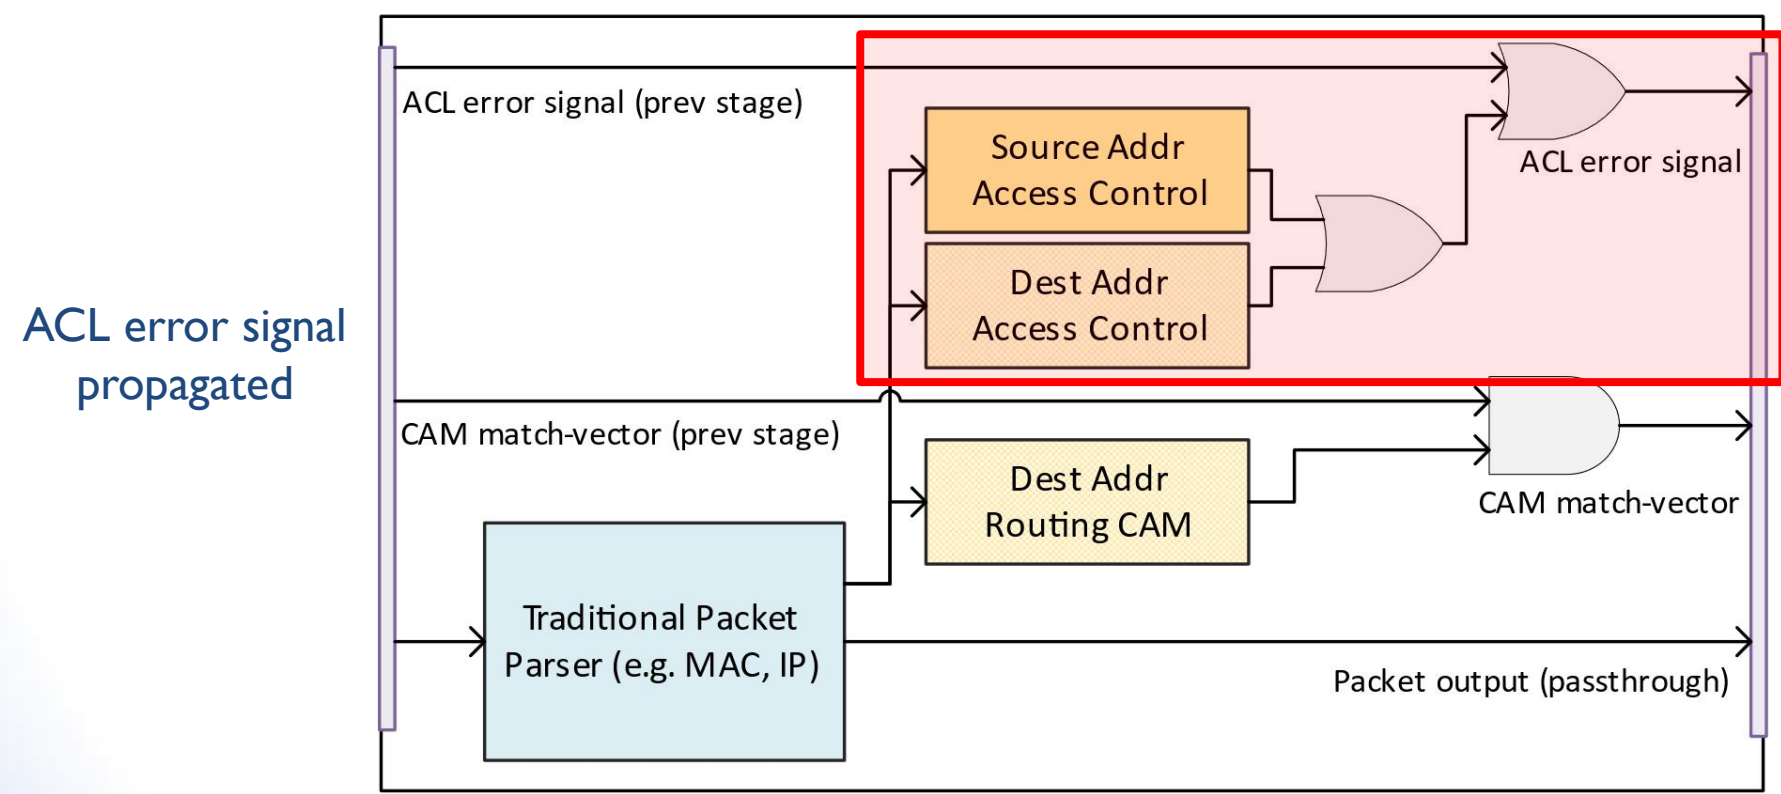 ACL error signal
propagated
ACL error signal (prev stage)
Source Addr
Access Control
ACL error signal
Dest Addr
Access Control
CAM match-vector (prev stage)
Dest Addr
Routing CAM
CAM match-vector
Traditional Packet
Parser (e.g. MAC, IP)
Packet output (passthrough)